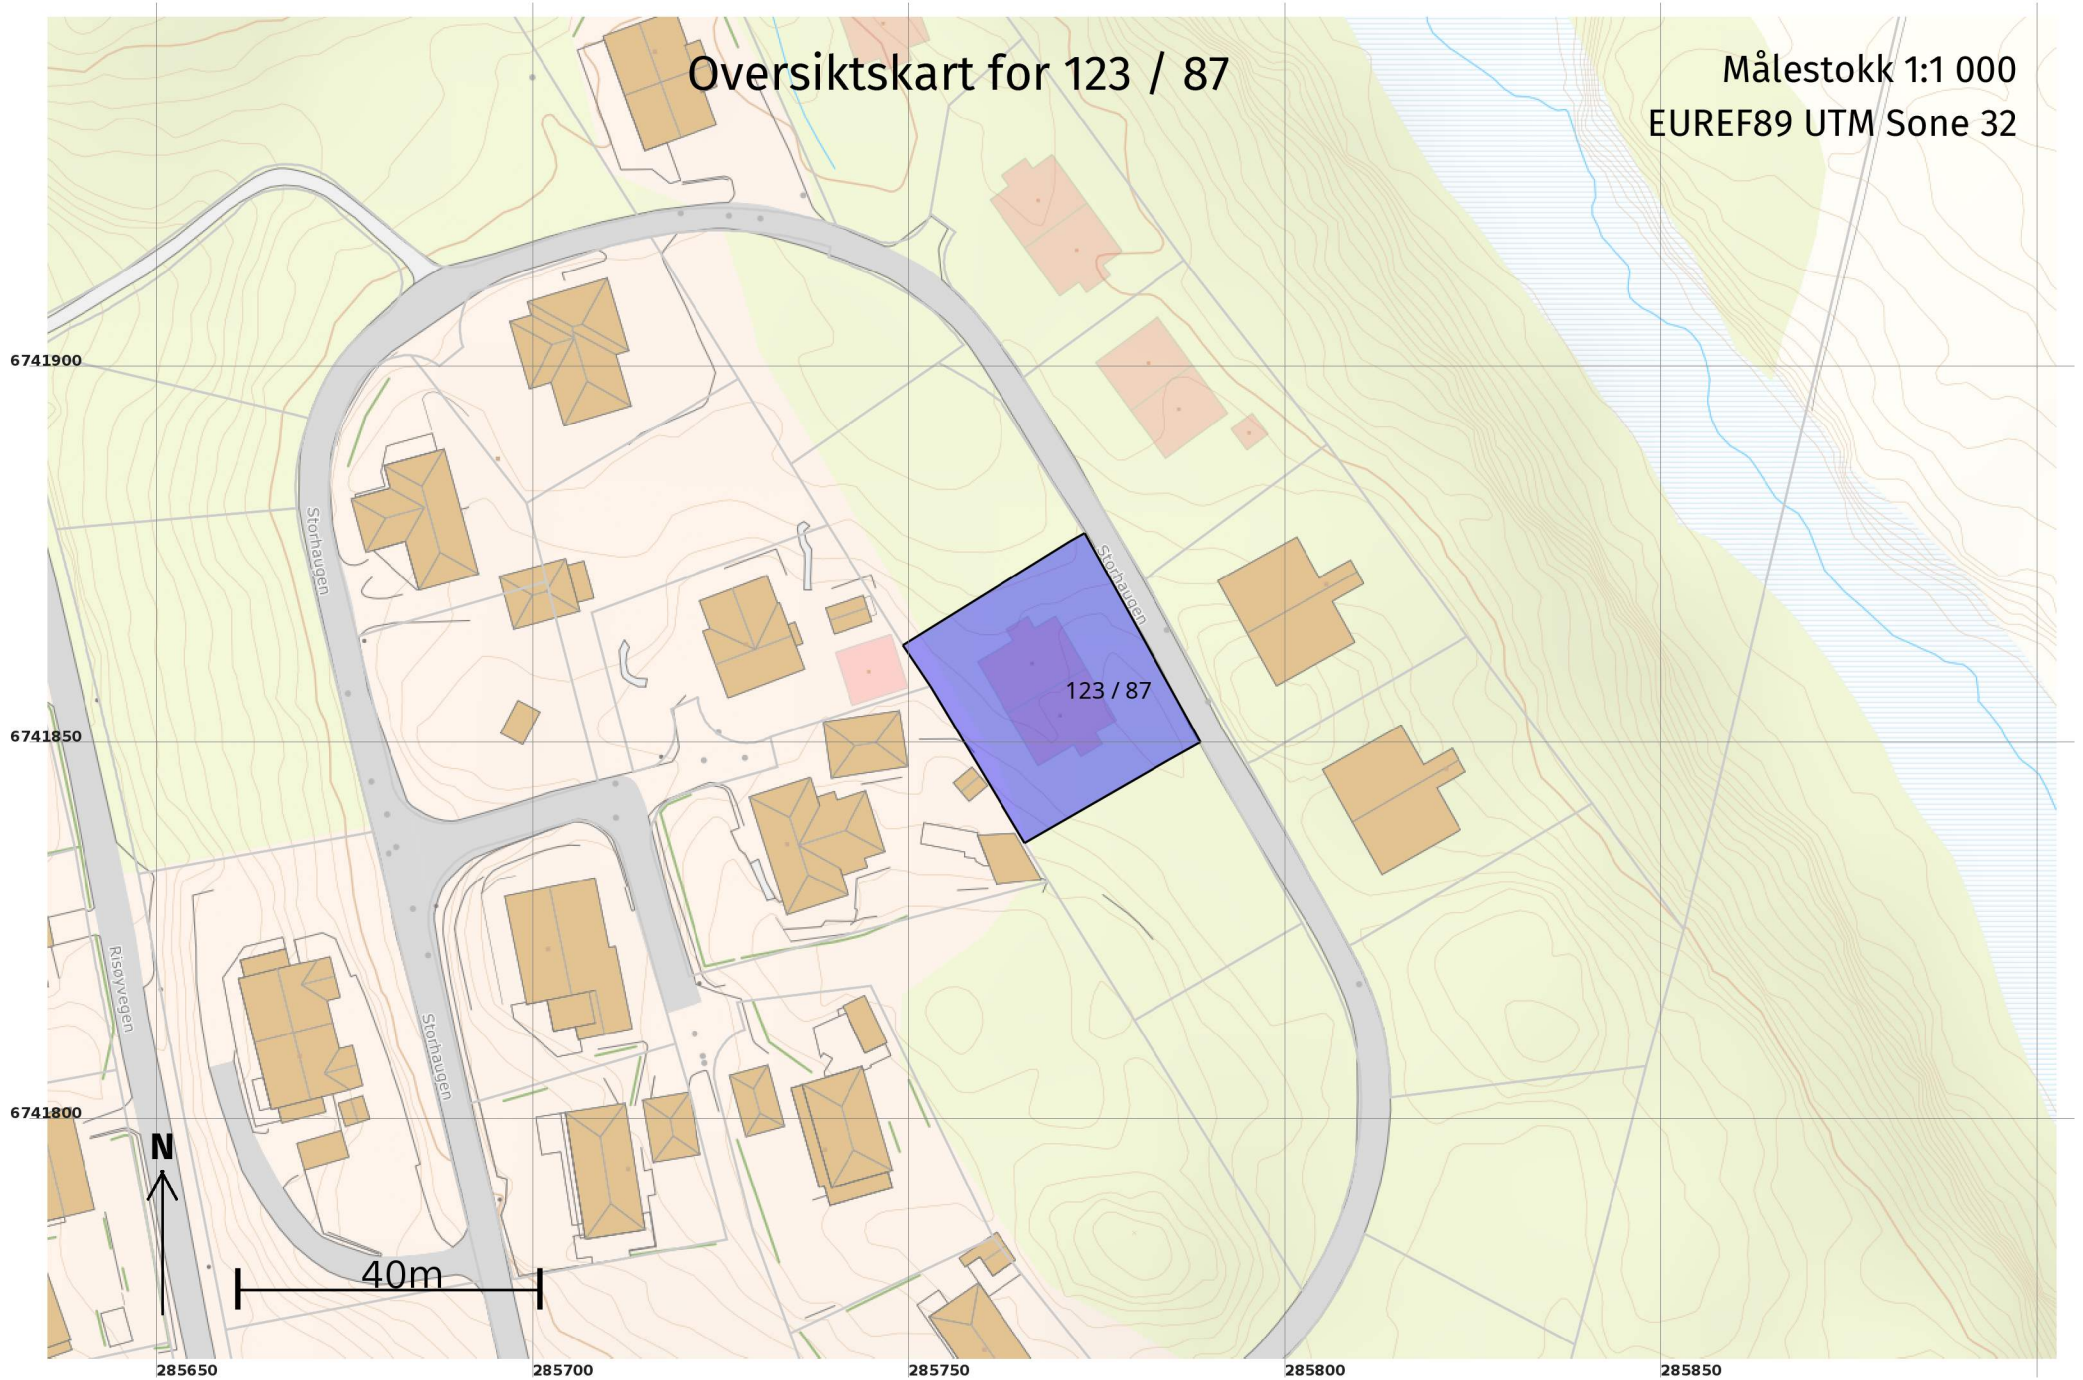 Oversiktskart for 123 / 87
Målestokk 1:1 000
EUREF89 UTM Sone 32
6741900
Storhaugen
Storhaugen
123 / 87
6741850
Risøyvegen
Storhaugen
6741800
N
40m
285650
285700
285750
285800
285850